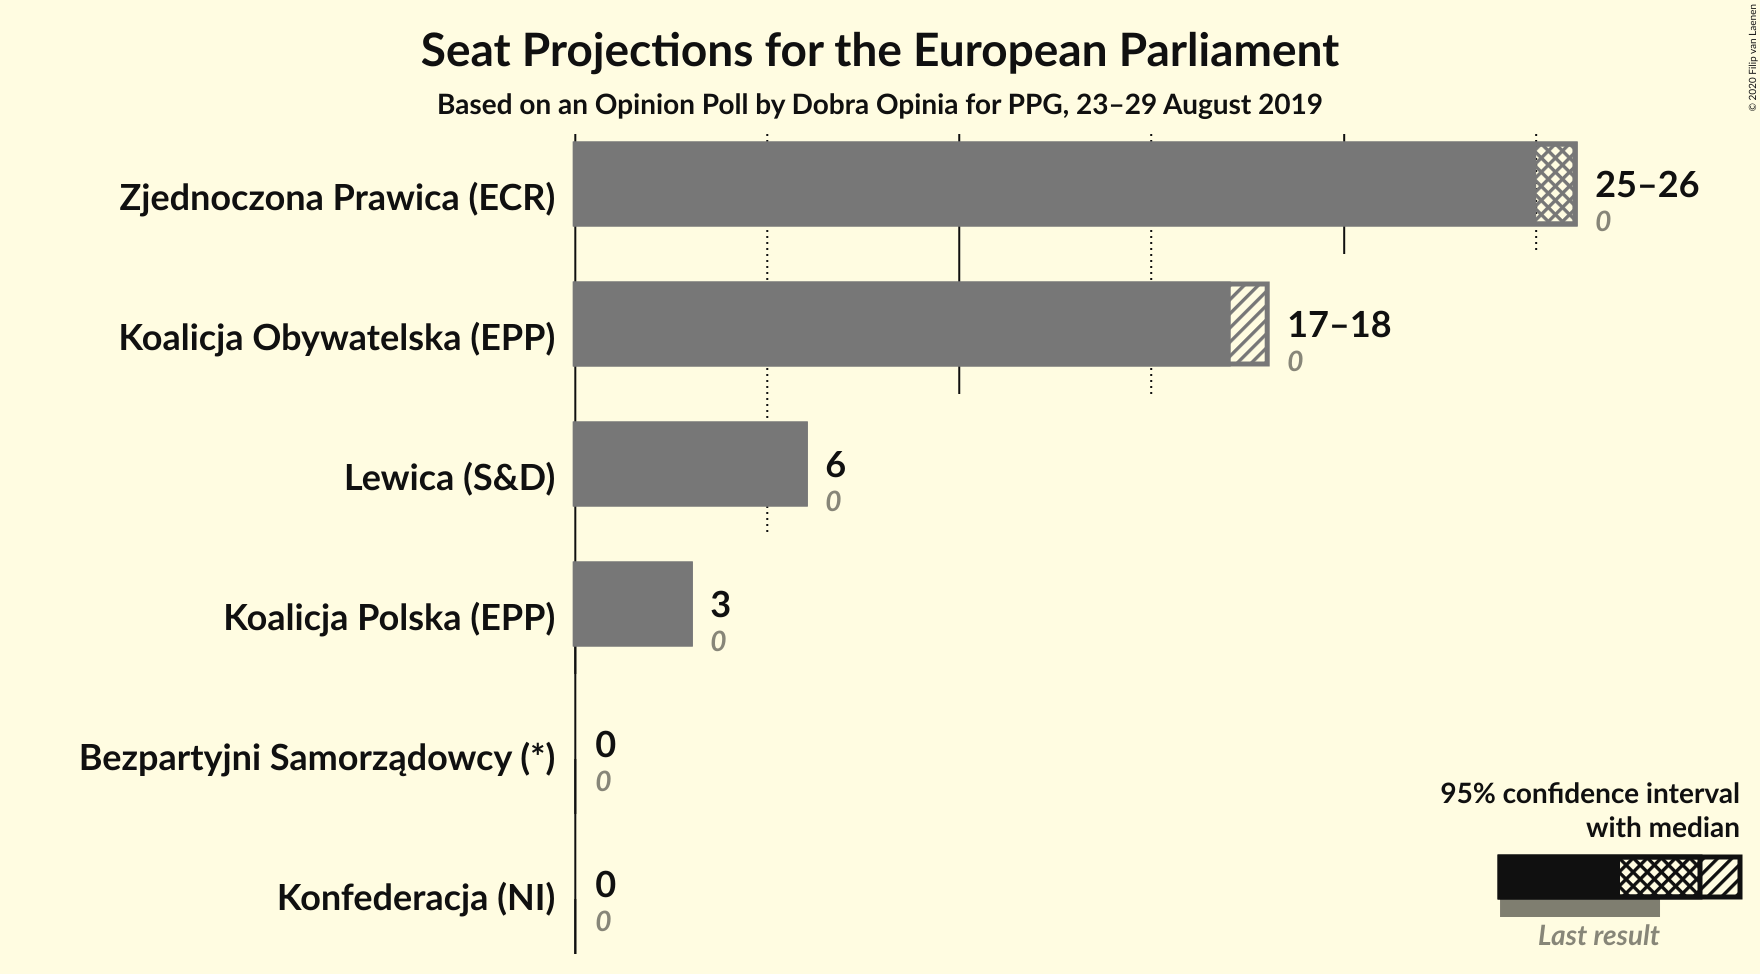 Seat Projections for the European Parliament
Based on an Opinion Poll by Dobra Opinia for PPG, 23–29 August 2019
© 2020 Filip van Laenen
Zjednoczona Prawica (ECR)
25–26
0
Koalicja Obywatelska (EPP)
17–18
0
Lewica (S&D)
6
0
Koalicja Polska (EPP)
3
0
Bezpartyjni Samorządowcy (*)
0
0
Konfederacja (NI)
0
0
95% confidence interval
with median
Last result